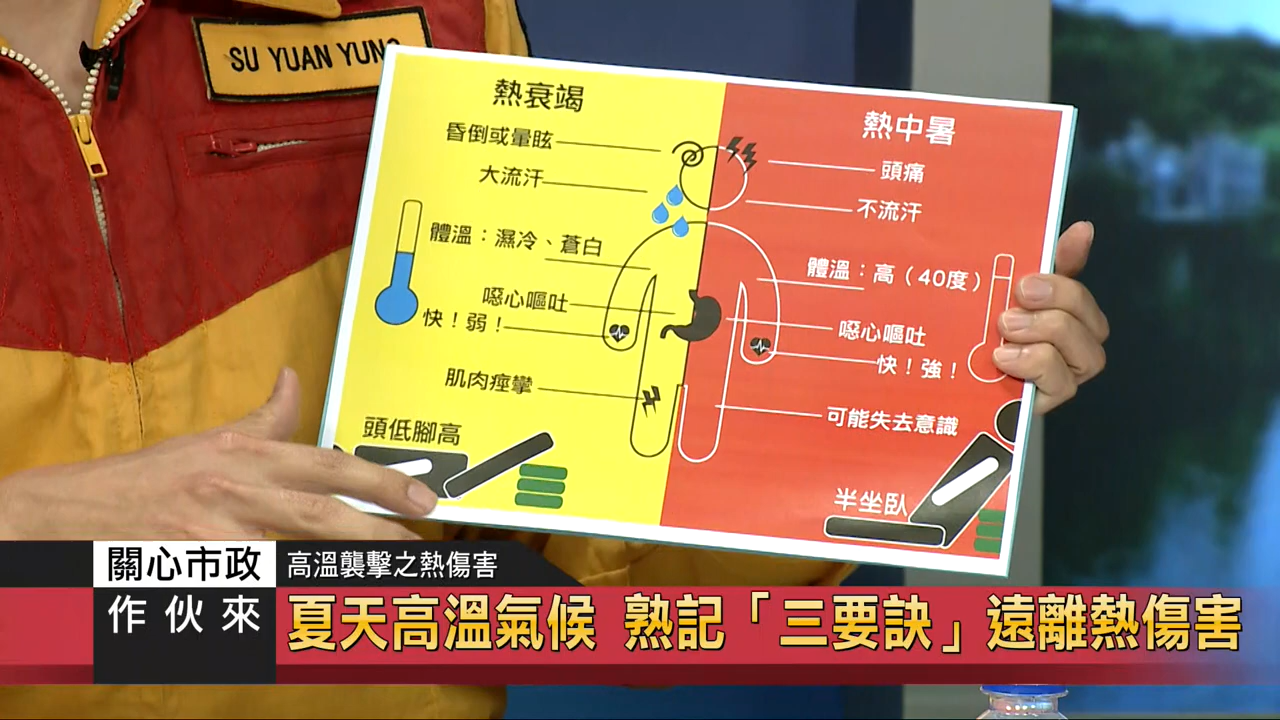 SU YUAN YUNG
熱衰竭
昏倒或暈眩
大流汗
體溫：濕冷、蒼白
噁心嘔吐
快！弱！
肌肉痙攣
頭低腳高
熱中暑
頭痛
不流汗
體溫：高（40度）
噁心嘔吐
快！強！
可能失去意識
半坐臥
關心市政
作伙來
高溫襲擊之熱傷害
夏天高溫氣候 熟記「三要訣」遠離熱傷害